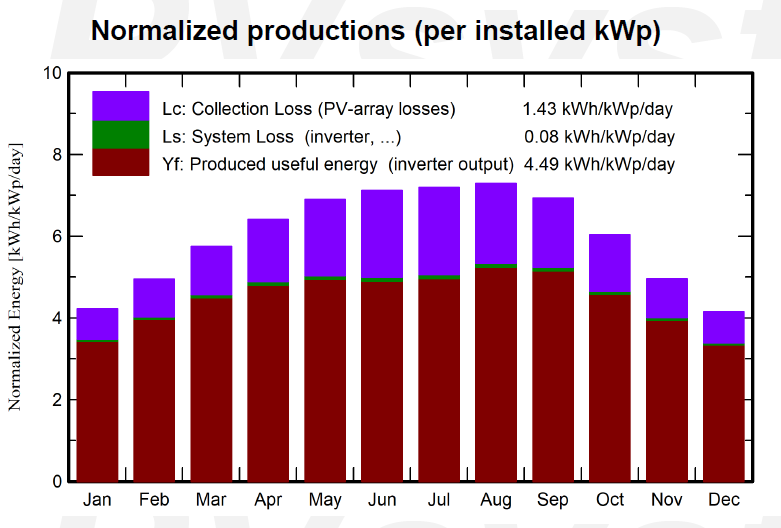 Normalized productions (per installed kWp)
10
Lc: Collection Loss (PV-array losses) 1.43 kWh/kWp/day
Ls: System Loss (inverter, ...) 0.08 kWh/kWp/day
Yf: Produced useful energy (inverter output) 4.49 kWh/kWp/day
8
6
4
2
0
Normalized Energy [kWh/kWp/day]
Jan Feb Mar Apr May Jun Jul Aug Sep Oct Nov Dec